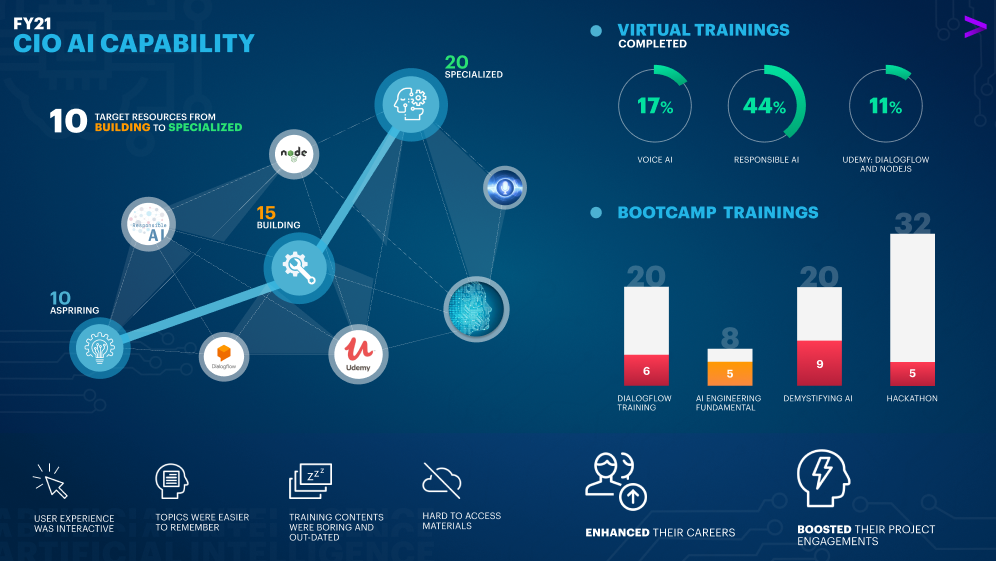 FY21
CIO AI CAPABILITY
10 TARGET RESOURCES FROM
BUILDING TO SPECIALIZED
20
SPECIALIZED
node
Responsible
AI
15
BUILDING
10
ASPRIRING
Dialogflow
Udemy
VIRTUAL TRAININGS
COMPLETED
17%
44%
11%
VOICE AI
RESPONSIBLE AI
UDEMY: DIALOGFLOW
AND NODEJS
BOOTCAMP TRAININGS
20
8
20
32
6
5
9
5
DIALOGFLOW
TRAINING
AI ENGINEERING
FUNDAMENTAL
DEMYSTIFYING AI
HACKATHON
zzz
USER EXPERIENCE
WAS INTERACTIVE
TOPICS WERE EASIER
TO REMEMBER
TRAINING CONTENTS
WERE BORING AND
OUT-DATED
HARD TO ACCESS
MATERIALS
ENHANCED THEIR CAREERS
BOOSTED THEIR PROJECT
ENGAGEMENTS